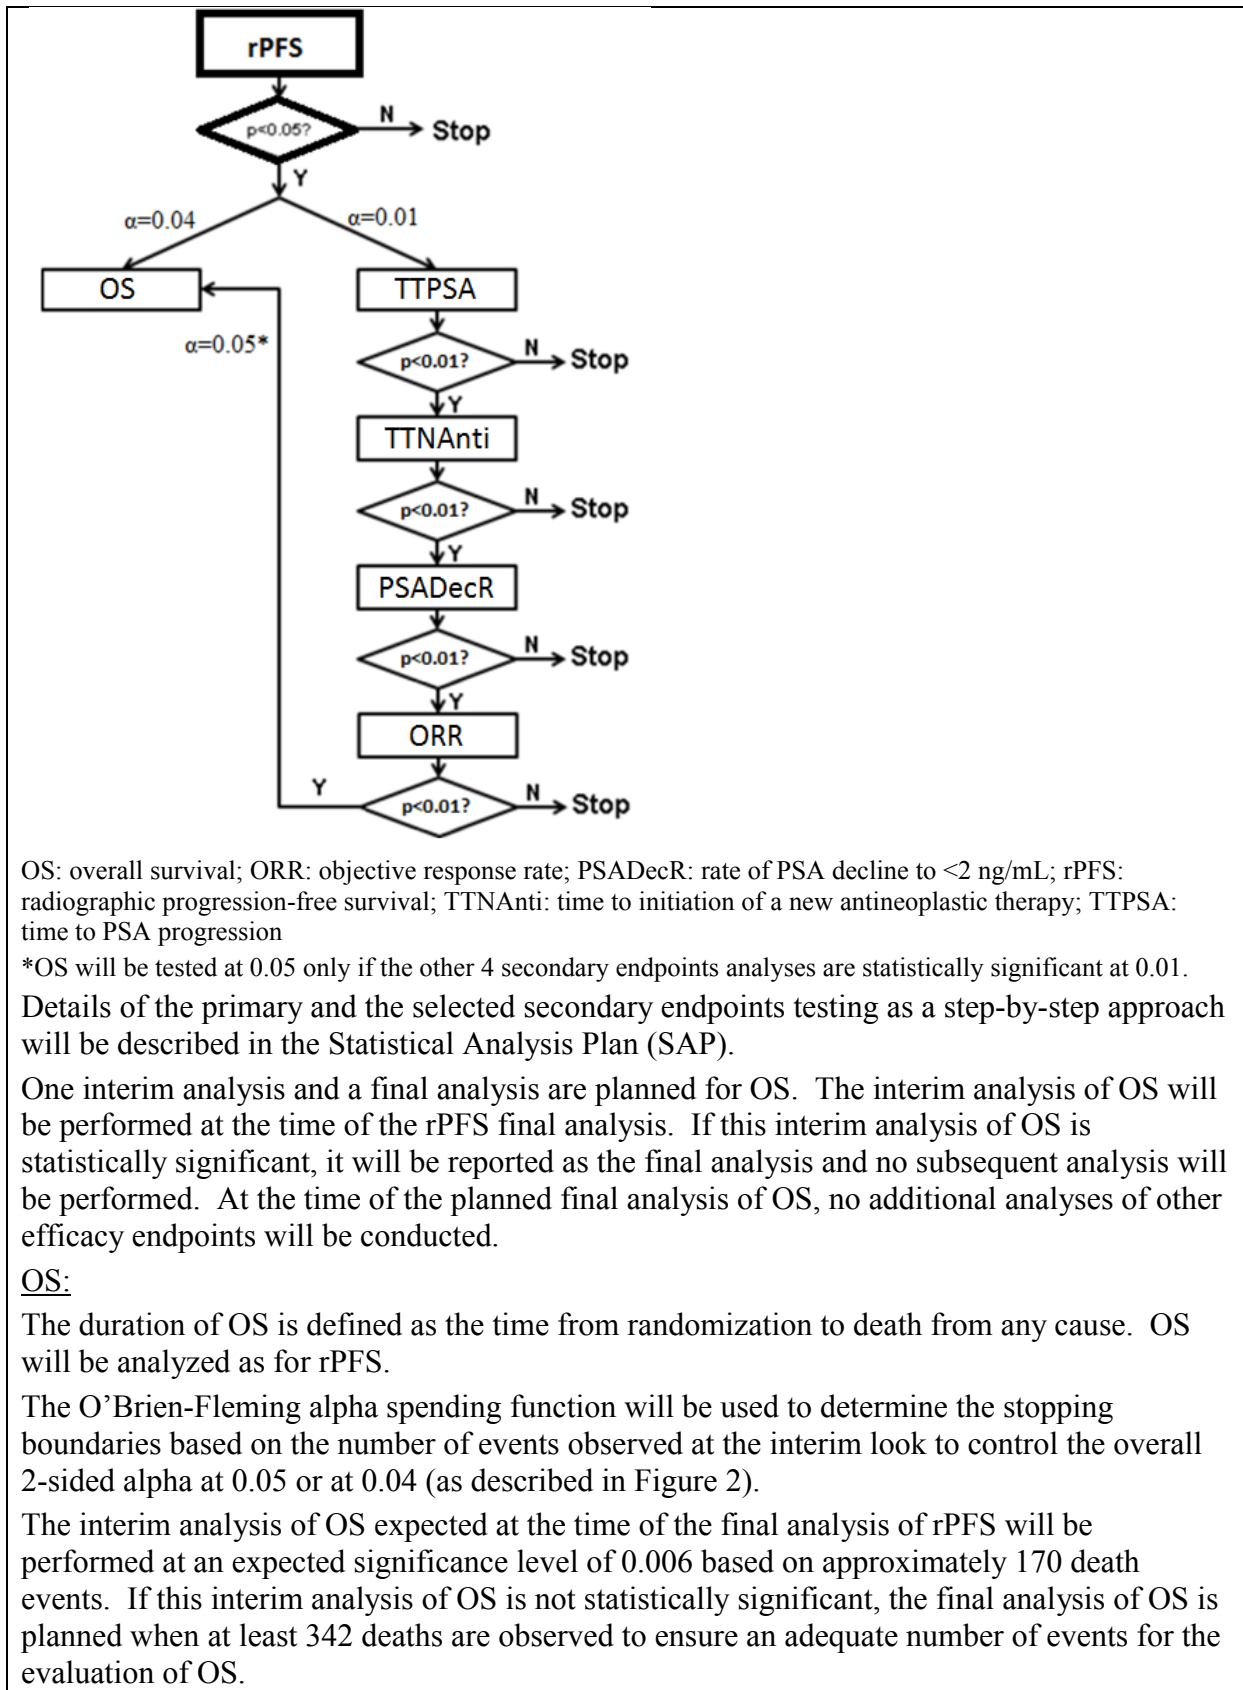 rPFS
p<0.05?
N
Stop
Y
α=0.04
α=0.01
OS
TTPSA
α=0.05*
p<0.01?
N
Stop
Y
TTNAnti
p<0.01?
N
Stop
Y
PSADecR
p<0.01?
N
Stop
Y
ORR
Y
p<0.01?
N
Stop
OS: overall survival; ORR: objective response rate; PSADecR: rate of PSA decline to <2 ng/mL; rPFS:
radiographic progression-free survival; TTNAnti: time to initiation of a new antineoplastic therapy; TTPSA:
time to PSA progression
*OS will be tested at 0.05 only if the other 4 secondary endpoints analyses are statistically significant at 0.01.
Details of the primary and the selected secondary endpoints testing as a step-by-step approach
will be described in the Statistical Analysis Plan (SAP).
One interim analysis and a final analysis are planned for OS.  The interim analysis of OS will
be performed at the time of the rPFS final analysis.  If this interim analysis of OS is
statistically significant, it will be reported as the final analysis and no subsequent analysis will
be performed.  At the time of the planned final analysis of OS, no additional analyses of other
efficacy endpoints will be conducted.
OS:
The duration of OS is defined as the time from randomization to death from any cause.  OS
will be analyzed as for rPFS.
The O’Brien-Fleming alpha spending function will be used to determine the stopping
boundaries based on the number of events observed at the interim look to control the overall
2-sided alpha at 0.05 or at 0.04 (as described in Figure 2).
The interim analysis of OS expected at the time of the final analysis of rPFS will be
performed at an expected significance level of 0.006 based on approximately 170 death
events.  If this interim analysis of OS is not statistically significant, the final analysis of OS is
planned when at least 342 deaths are observed to ensure an adequate number of events for the
evaluation of OS.